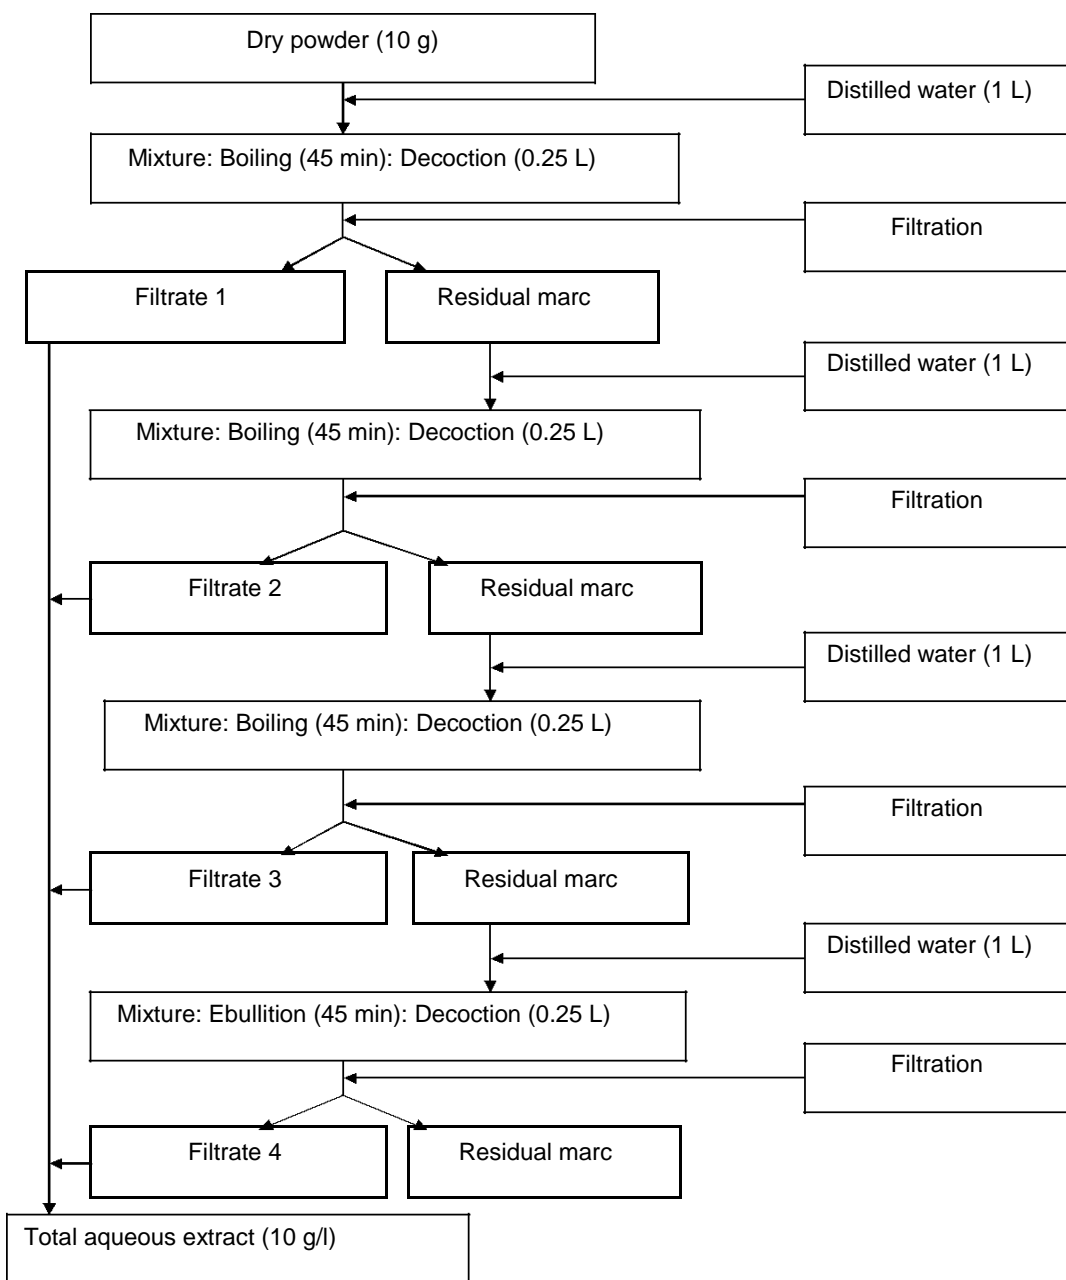 Dry powder (10 g)
Distilled water (1 L)
Mixture: Boiling (45 min): Decoction (0.25 L)
Filtration
Filtrate 1
Residual marc
Distilled water (1 L)
Mixture: Boiling (45 min): Decoction (0.25 L)
Filtration
Filtrate 2
Residual marc
Distilled water (1 L)
Mixture: Boiling (45 min): Decoction (0.25 L)
Filtration
Filtrate 3
Residual marc
Distilled water (1 L)
Mixture: Ebullition (45 min): Decoction (0.25 L)
Filtration
Filtrate 4
Residual marc
Total aqueous extract (10 g/l)